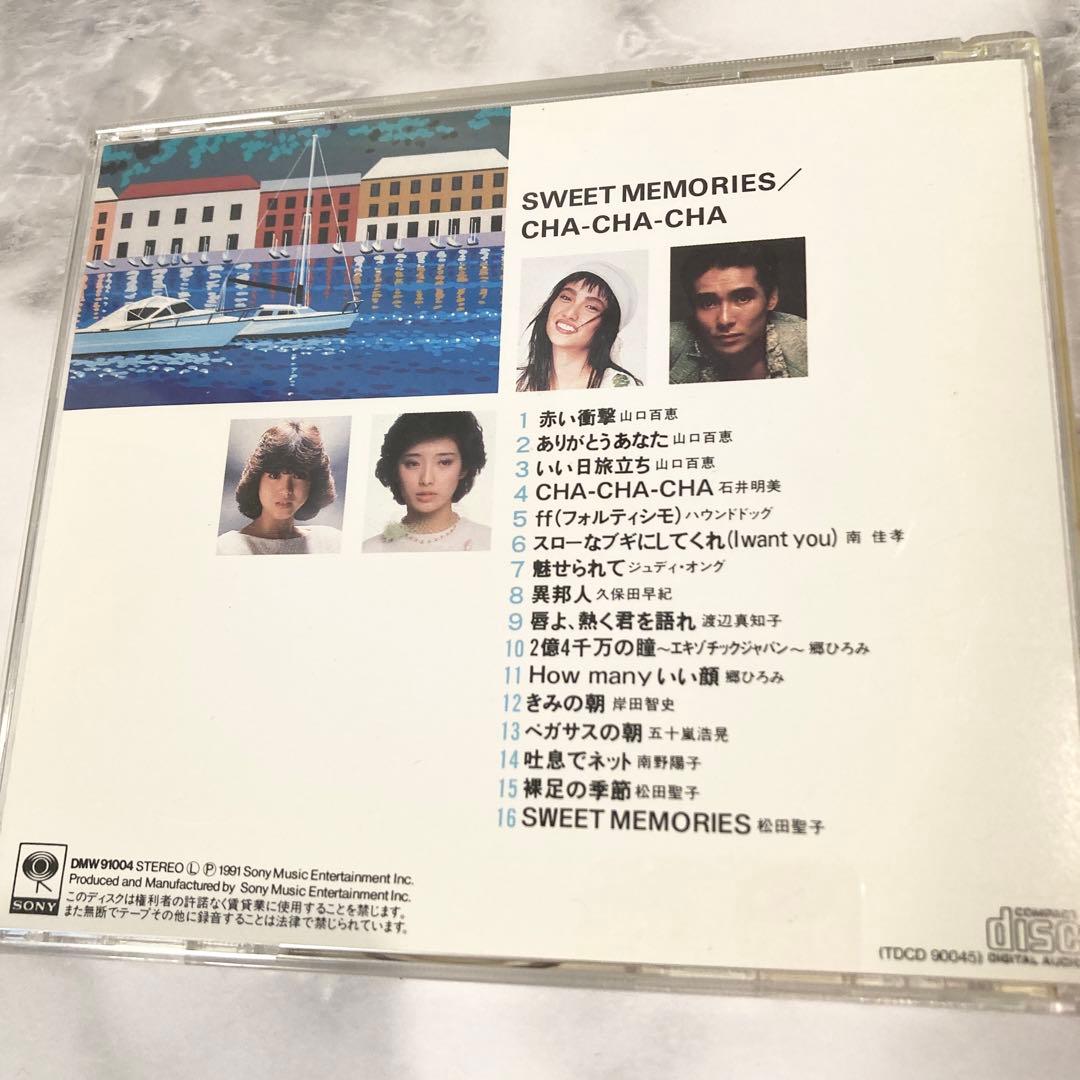 SWEET MEMORIES／
CHA-CHA-CHA
1 赤い衝撃 山口百恵
2 ありがとうあなた 山口百恵
3 いい日旅立ち 山口百恵
4 CHA-CHA-CHA 石井明美
5 ff(フォルティシモ) ハウンドドッグ
6 スローなブギにしてくれ(I want you) 南 佳孝
7 魅せられて ジュディ・オング
8 異邦人 久保田早紀
9 唇よ、熱く君を語れ 渡辺真知子
10 2億4千万の瞳～エキゾチックジャパン～ 郷ひろみ
11 How many いい顔 郷ひろみ
12 きみの朝 岸田智史
13 ペガサスの朝 五十嵐浩晃
14 吐息でネット 南野陽子
15 裸足の季節 松田聖子
16 SWEET MEMORIES 松田聖子
SONY
DMW 91004 STEREO Ⓛ Ⓟ 1991 Sony Music Entertainment Inc.
Produced and Manufactured by Sony Music Entertainment Inc.
このディスクは権利者の許諾なく賃貸業に使用することを禁じます。
また無断でテープその他に録音することは法律で禁じられています。
(TDCD 90045)
COMPACT
disc
DIGITAL AUDIO